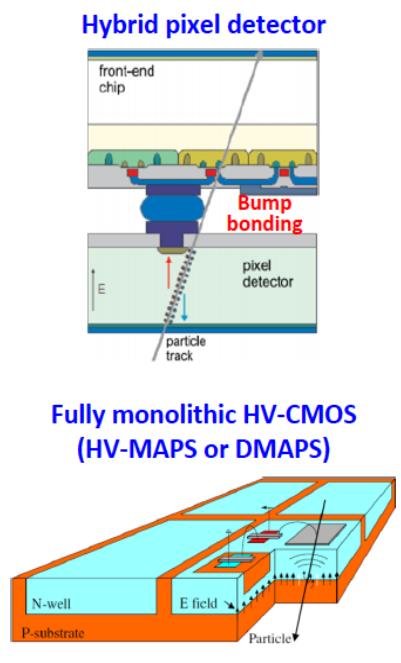 Hybrid pixel detector
front-end
chip
Bump
bonding
E
pixel
detector
particle
track
Fully monolithic HV-CMOS
(HV-MAPS or DMAPS)
N-well
E field
P-substrate
Particle